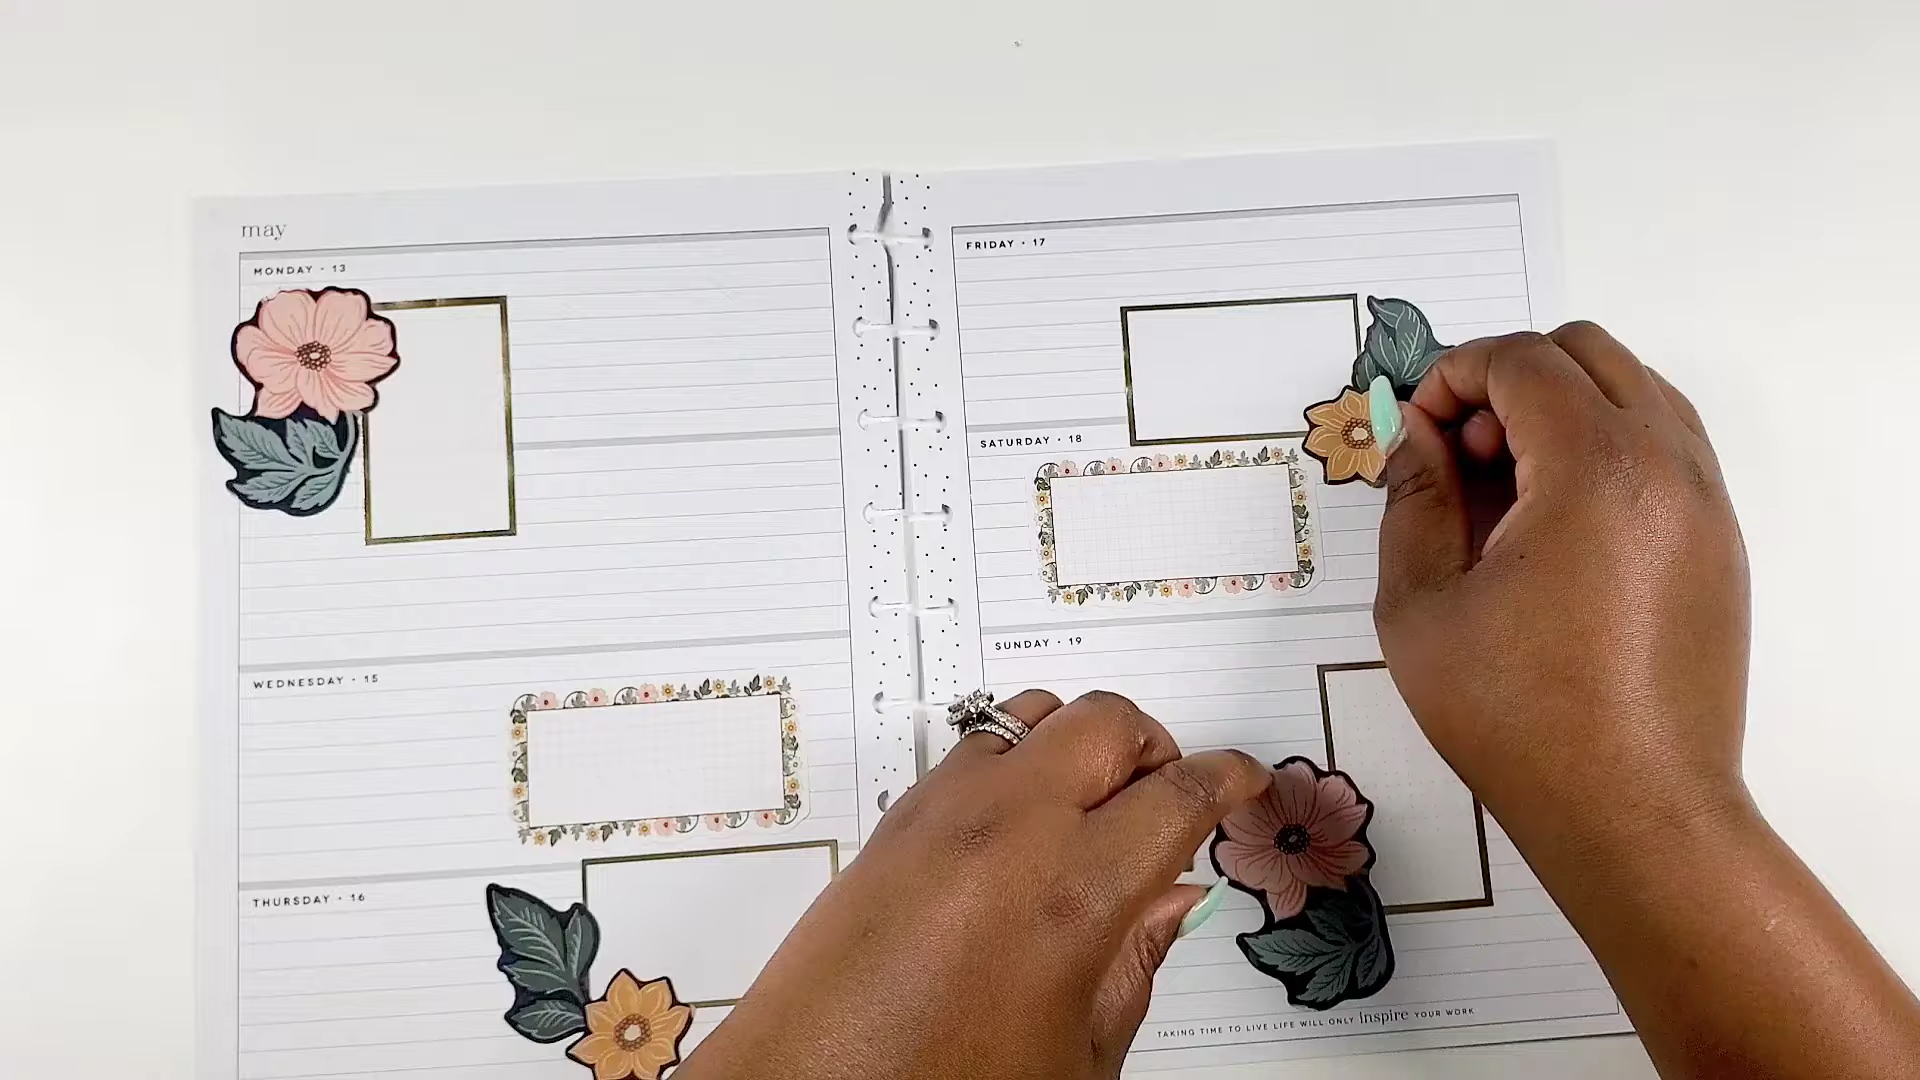 may
MONDAY • 13
WEDNESDAY • 15
THURSDAY • 16
FRIDAY • 17
SATURDAY • 18
SUNDAY • 19
TAKING TIME TO LIVE LIFE WILL ONLY inspire YOUR WORK